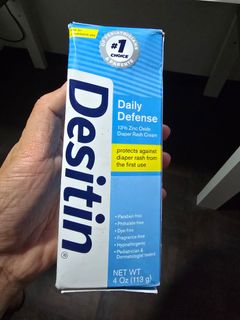 #1
CHOICE
Desitin®
Daily
Defense
13% Zinc Oxide
Diaper Rash Cream
protects against
diaper rash from
the first use
• Paraben free
• Phthalate free
• Dye free
• Fragrance free
• Hypoallergenic
• Pediatrician &
Dermatologist tested
NET WT
4 Oz (113 g)